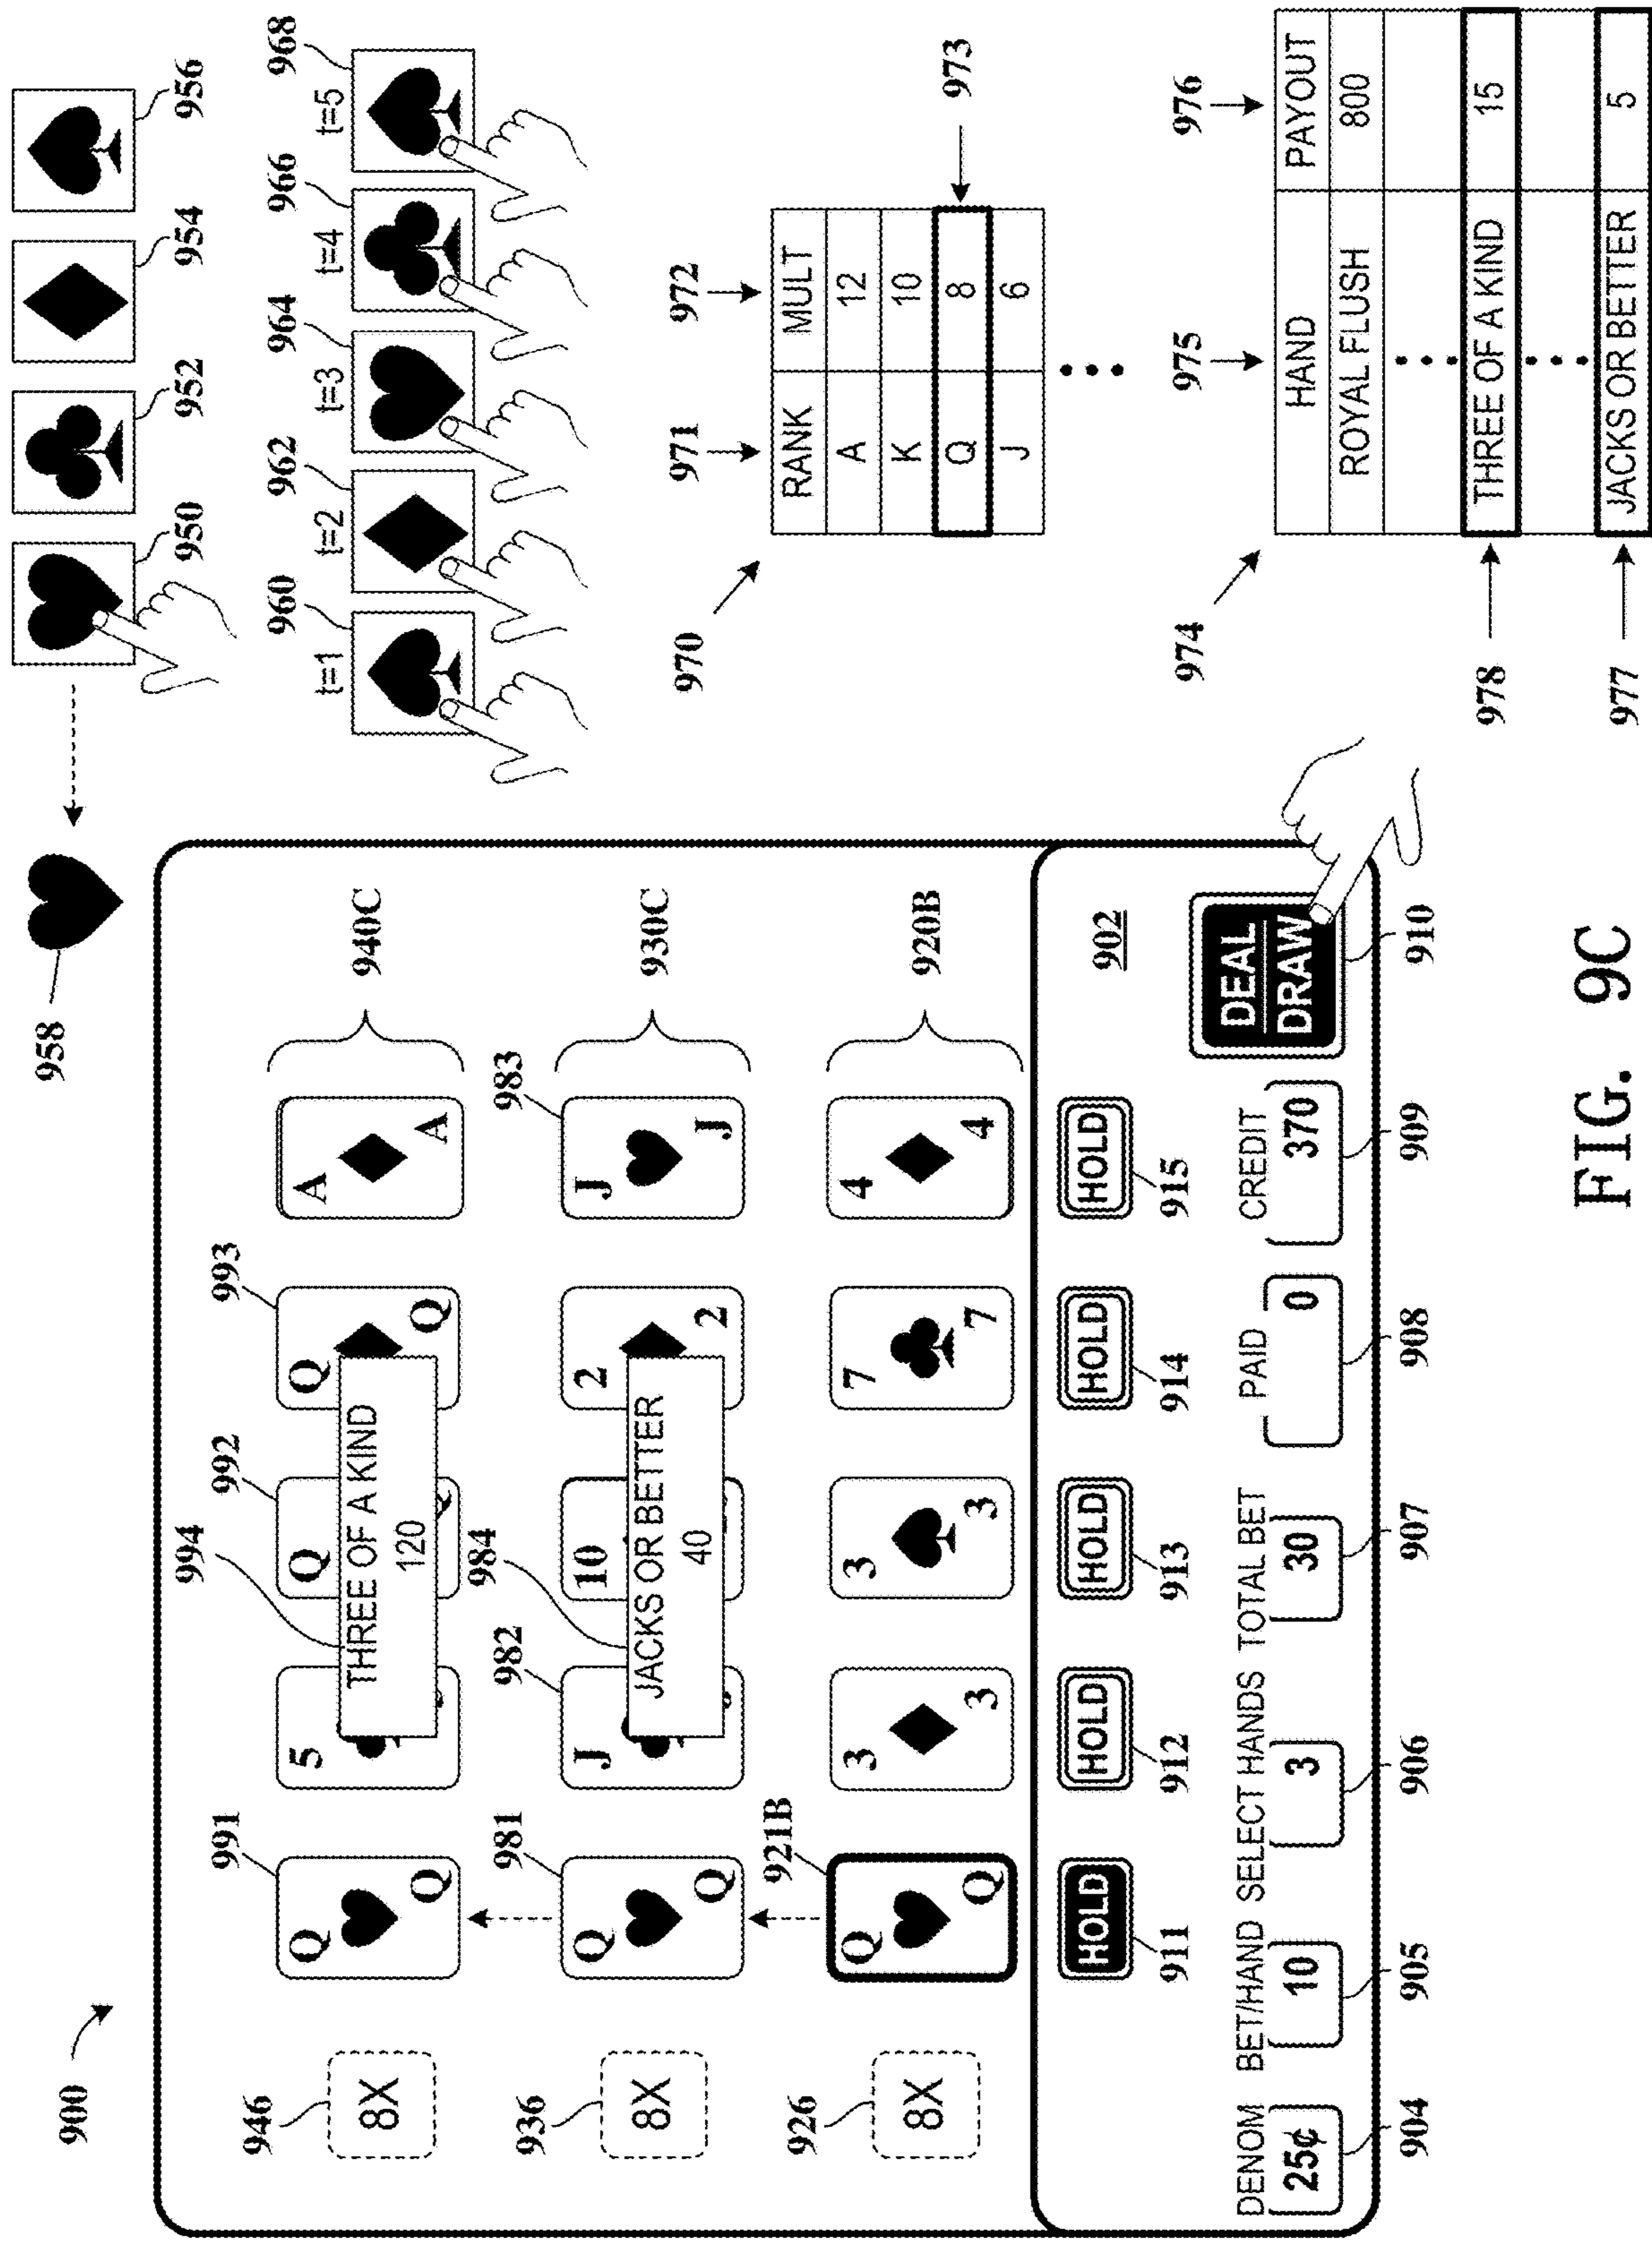 900
958
950
952
954
956
960
962
964
966
968
t=1
t=2
t=3
t=4
t=5
946
8X
991
Q
Q
5
992
Q
993
Q
Q
A
A
940C
994
THREE OF A KIND
120
936
8X
981
Q
Q
982
J
10
2
2
983
J
J
930C
984
JACKS OR BETTER
40
926
8X
921B
Q
Q
3
3
3
3
7
7
4
4
920B
HOLD
HOLD
HOLD
HOLD
HOLD
902
911
912
913
914
915
DENOM
BET/HAND
SELECT HANDS
TOTAL BET
PAID
CREDIT
DEAL
DRAW
25¢
10
3
30
0
370
904
905
906
907
908
909
910
970
971
972
RANK MULT
A 12
K 10
Q 8
J 6
973
974
975
976
HAND PAYOUT
ROYAL FLUSH 800
978
THREE OF A KIND 15
977
JACKS OR BETTER 5
FIG. 9C